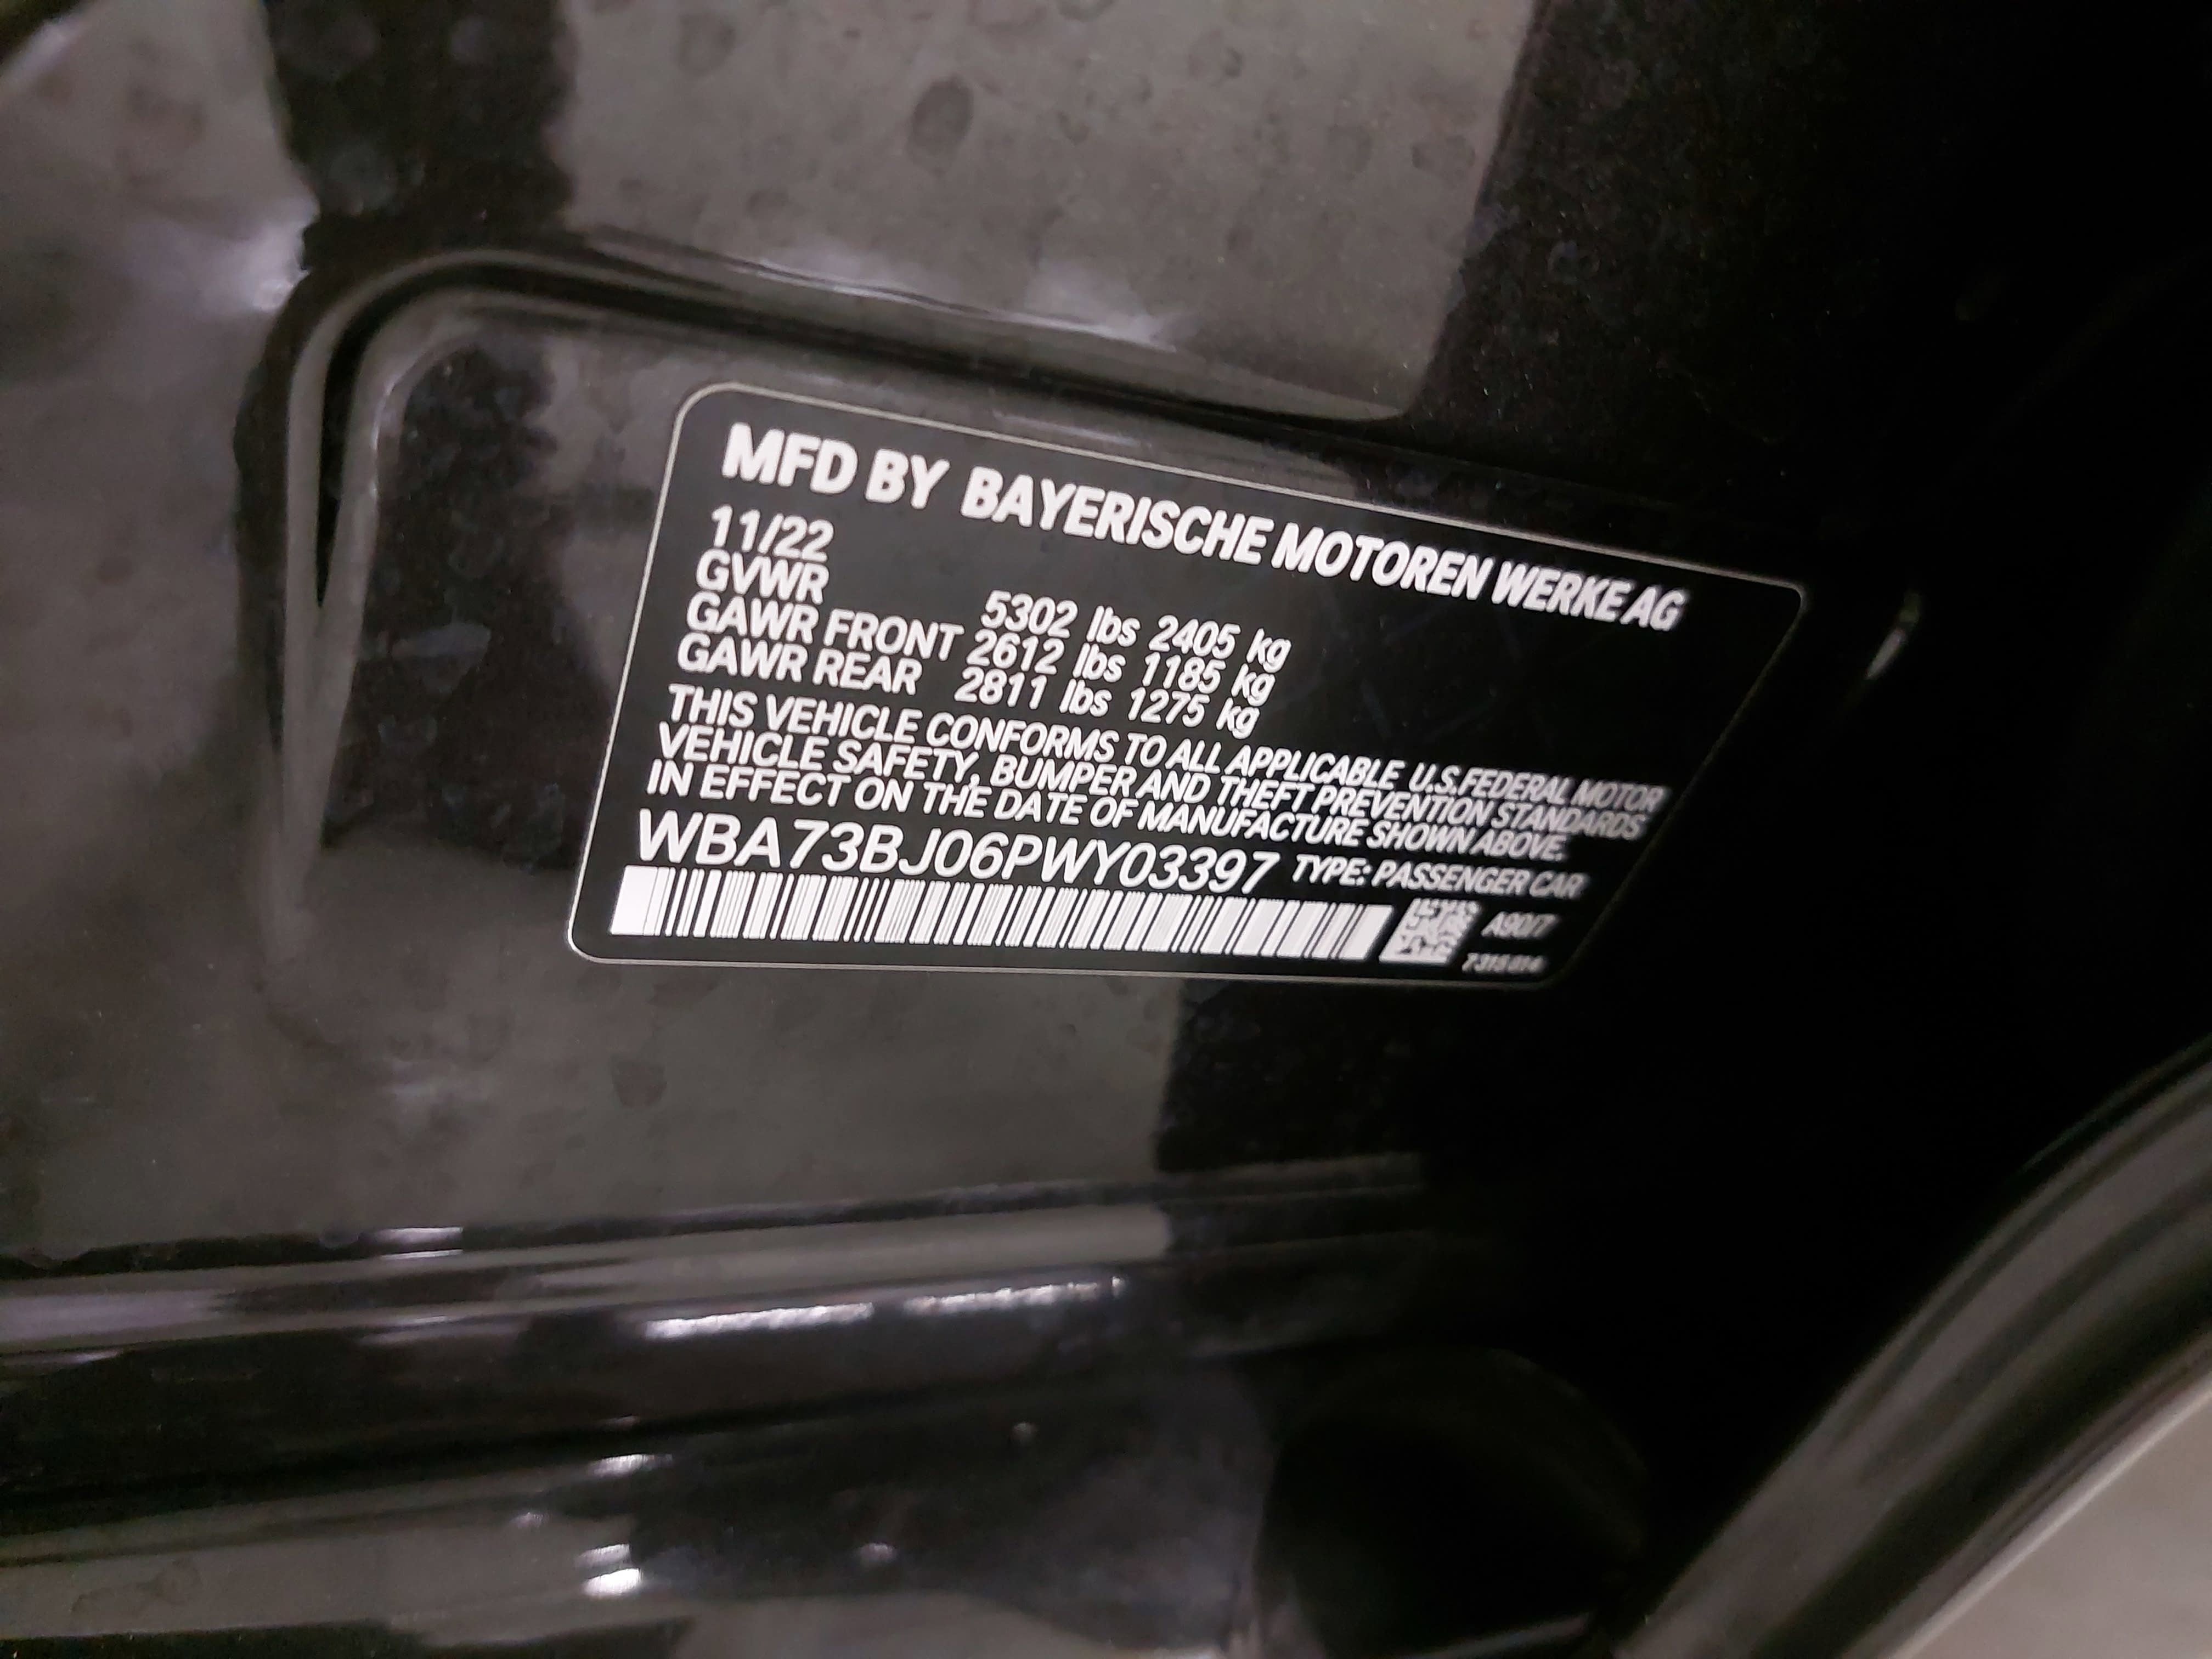 MFD BY BAYERISCHE MOTOREN WERKE AG
11/22
GVWR 5302 lbs 2405 kg
GAWR FRONT 2612 lbs 1185 kg
GAWR REAR 2811 lbs 1275 kg
THIS VEHICLE CONFORMS TO ALL APPLICABLE U.S.FEDERAL MOTOR
VEHICLE SAFETY, BUMPER AND THEFT PREVENTION STANDARDS
IN EFFECT ON THE DATE OF MANUFACTURE SHOWN ABOVE.
WBA73BJ06PWY03397 TYPE: PASSENGER CAR